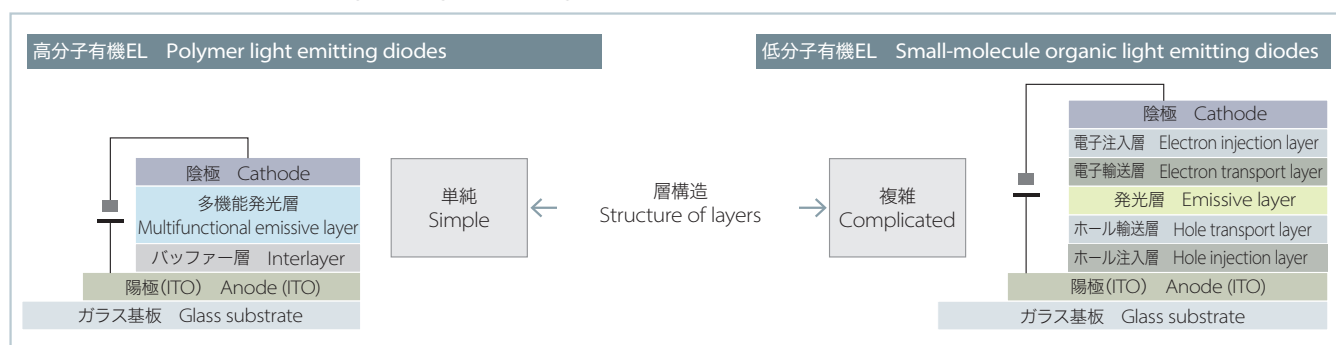 高分子有機EL Polymer light emitting diodes
陰極 Cathode
多機能発光層
Multifunctional emissive layer
バッファー層 Interlayer
陽極(ITO) Anode (ITO)
ガラス基板 Glass substrate
単純
Simple
層構造
Structure of layers
複雑
Complicated
低分子有機EL Small-molecule organic light emitting diodes
陰極 Cathode
電子注入層 Electron injection layer
電子輸送層 Electron transport layer
発光層 Emissive layer
ホール輸送層 Hole transport layer
ホール注入層 Hole injection layer
陽極(ITO) Anode (ITO)
ガラス基板 Glass substrate